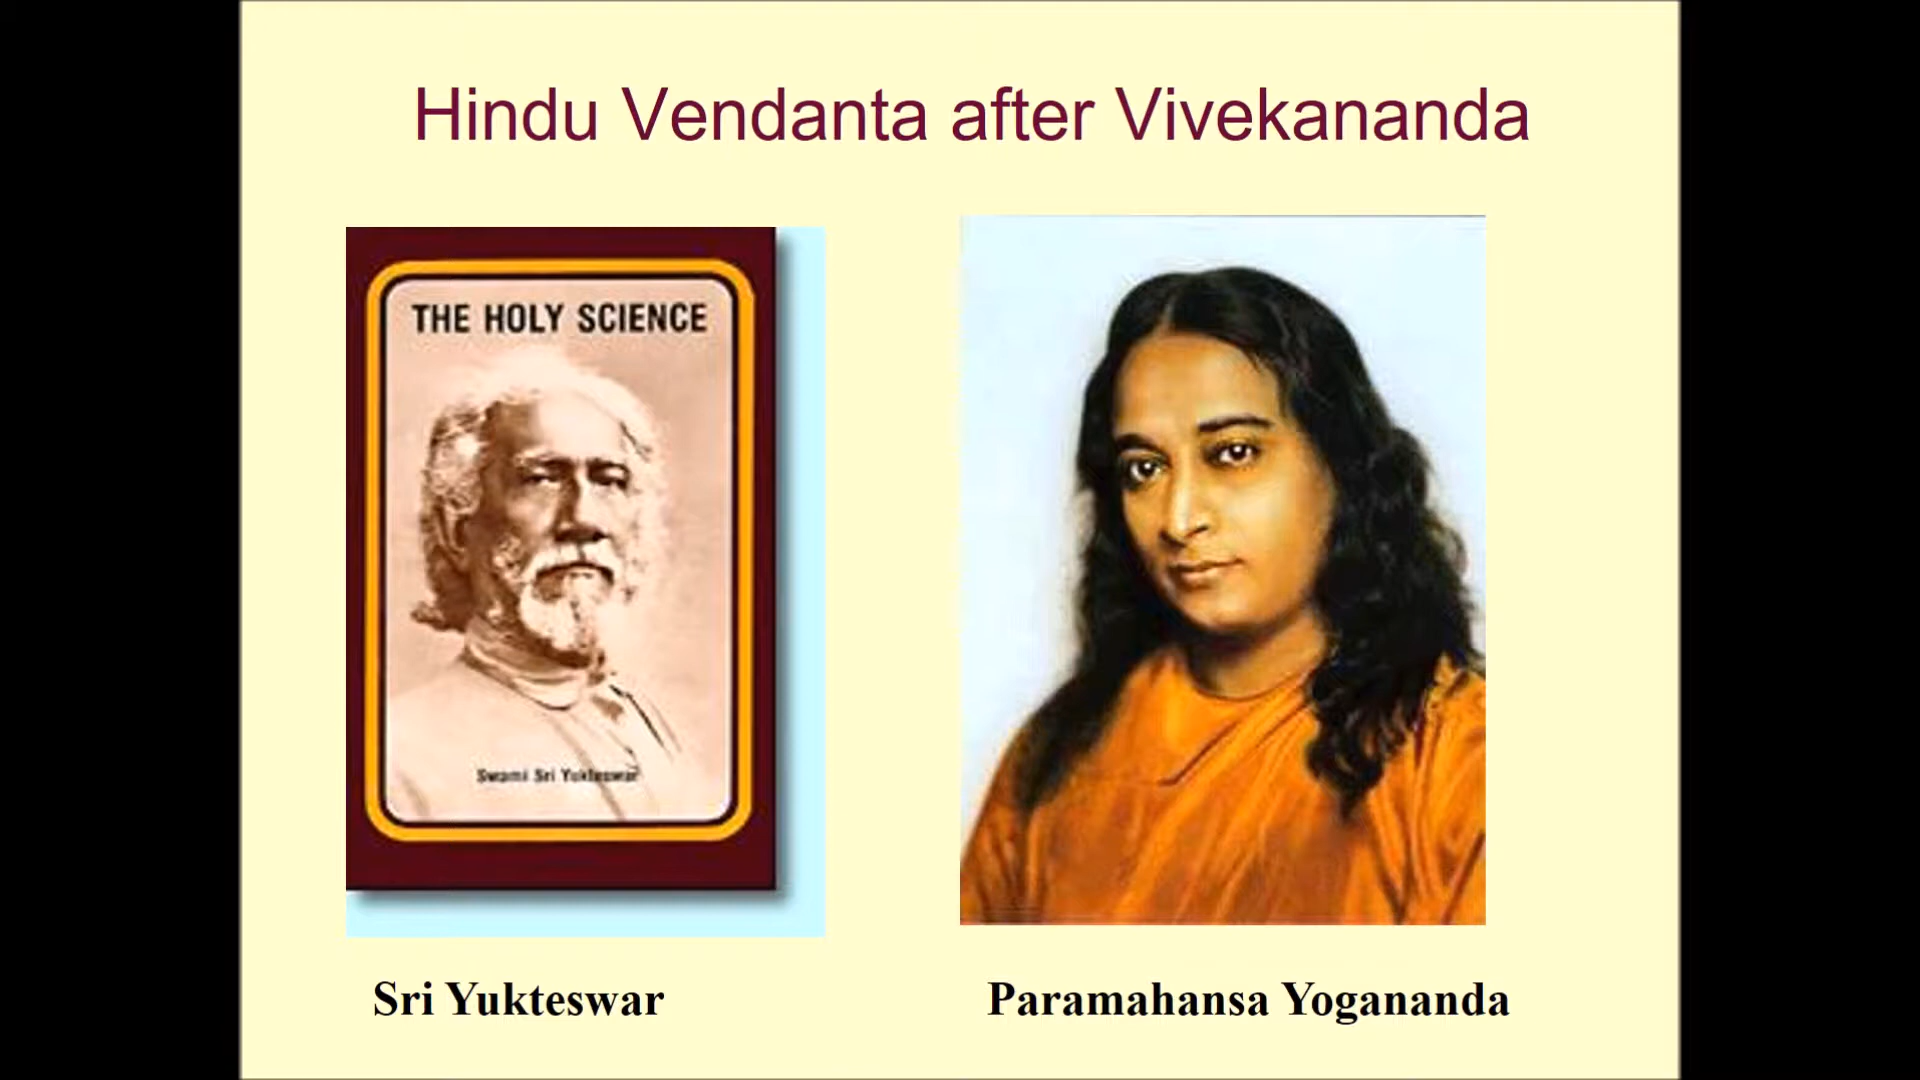 Hindu Vendanta after Vivekananda
THE HOLY SCIENCE
Swami Sri Yukteswar
Sri Yukteswar
Paramahansa Yogananda